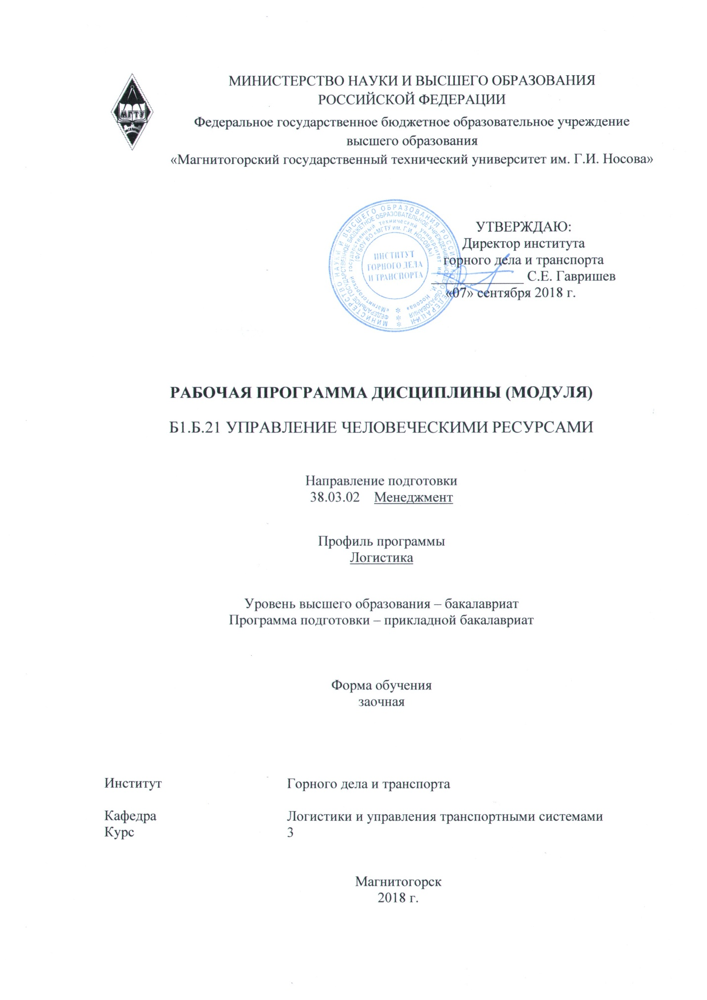 МИНИСТЕРСТВО НАУКИ И ВЫСШЕГО ОБРАЗОВАНИЯ
РОССИЙСКОЙ ФЕДЕРАЦИИ
Федеральное государственное бюджетное образовательное учреждение
высшего образования
«Магнитогорский государственный технический университет им. Г.И. Носова»
МГТУ
УТВЕРЖДАЮ:
Директор института
горного дела и транспорта
С.Е. Гавришев
«07» сентября 2018 г.
МИНИСТЕРСТВО НАУКИ И ВЫСШЕГО ОБРАЗОВАНИЯ РОССИЙСКОЙ ФЕДЕРАЦИИ
ФЕДЕРАЛЬНОЕ ГОСУДАРСТВЕННОЕ БЮДЖЕТНОЕ ОБРАЗОВАТЕЛЬНОЕ УЧРЕЖДЕНИЕ ВЫСШЕГО ОБРАЗОВАНИЯ
«Магнитогорский государственный технический университет им. Г.И. Носова»
(ФГБОУ ВО «МГТУ им. Г.И. НОСОВА»)
ИНСТИТУТ
ГОРНОГО ДЕЛА
И ТРАНСПОРТА
РАБОЧАЯ ПРОГРАММА ДИСЦИПЛИНЫ (МОДУЛЯ)
Б1.Б.21 УПРАВЛЕНИЕ ЧЕЛОВЕЧЕСКИМИ РЕСУРСАМИ
Направление подготовки
38.03.02 Менеджмент
Профиль программы
Логистика
Уровень высшего образования – бакалавриат
Программа подготовки – прикладной бакалавриат
Форма обучения
заочная
Институт Горного дела и транспорта
Кафедра Логистики и управления транспортными системами
Курс 3
Магнитогорск
2018 г.